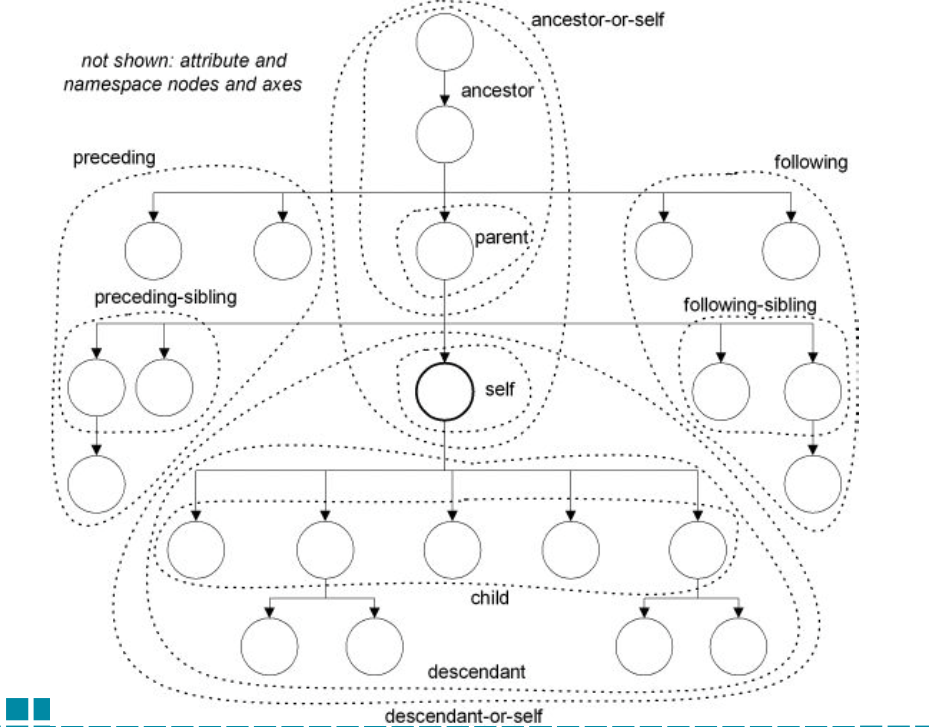 ancestor-or-self
not shown: attribute and
namespace nodes and axes
ancestor
preceding
following
parent
preceding-sibling
following-sibling
self
child
descendant
descendant-or-self